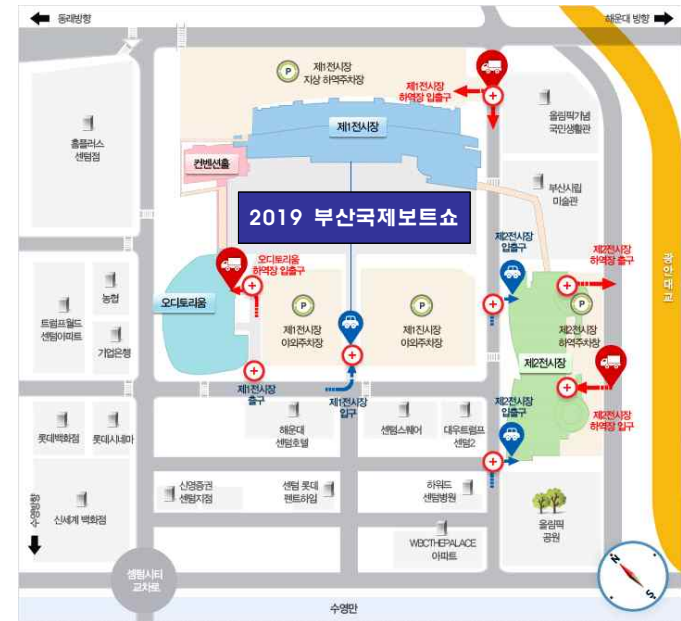 동래방향
해운대 방향
제1전시장
지상 하역주차장
제1전시장
하역장 입출구
제1전시장
컨벤션홀
홈플러스
센텀점
올림픽기념
국민생활관
부산시립
미술관
2019 부산국제보트쇼
제2전시장
입출구
제2전시장
하역장 출구
오디토리움
하역장 입출구
오디토리움
농협
트럼프월드
센텀아파트
기업은행
제1전시장
야외주차장
제1전시장
야외주차장
제2전시장
하역주차장
제2전시장
광안대교
제1전시장
출구
제1전시장
입구
제2전시장
입출구
제2전시장
하역장 입구
롯데백화점
롯데시네마
해운대
센텀호텔
센텀스퀘어
대우트럼프
센텀2
수영방향
신세계 백화점
신영증권
센텀지점
센텀 롯데
펜트하임
하워드
센텀병원
올림픽
공원
WBCTHEPALACE
아파트
센텀시티
교차로
수영만
N
S
P
P
P
P